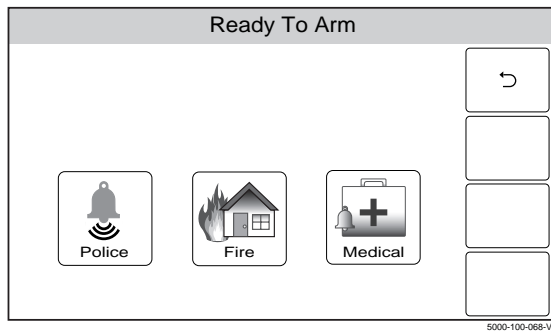 Ready To Arm
Police
Fire
Medical
5000-100-068-V